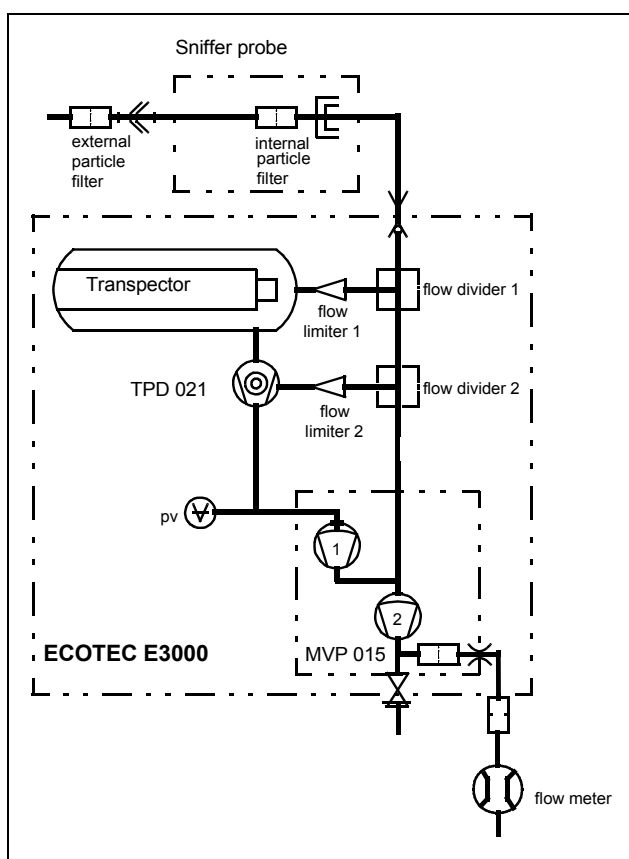 Sniffer probe
external
particle
filter
internal
particle
filter
Transpector
flow
limiter 1
flow divider 1
TPD 021
flow
limiter 2
flow divider 2
pv
1
2
ECOTEC E3000
MVP 015
flow meter